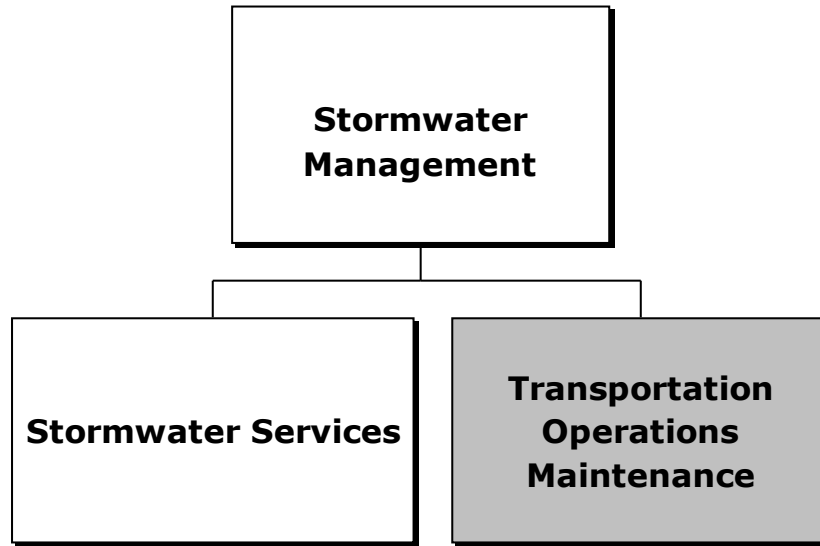 Stormwater
Management
Stormwater Services
Transportation
Operations
Maintenance